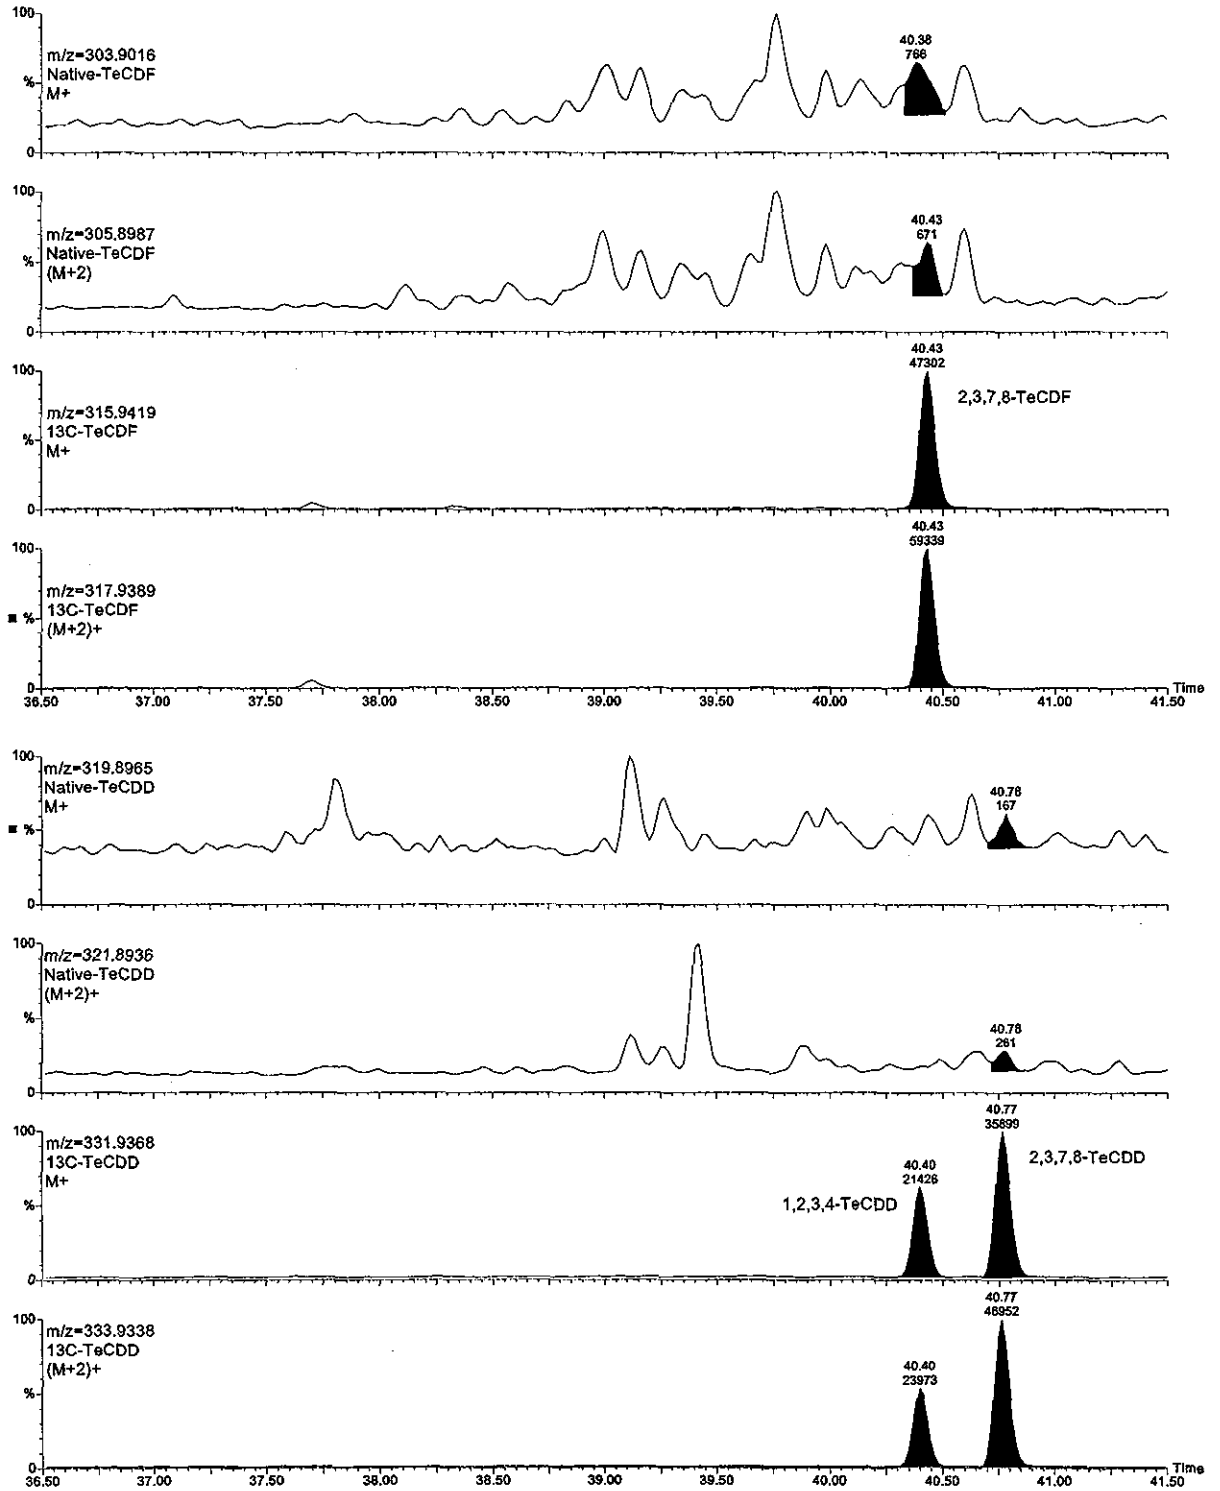 100
m/z=303.9016
Native-TeCDF
M+
%
0
40.38
766
100
m/z=305.8987
Native-TeCDF
(M+2)
%
0
40.43
671
100
m/z=315.9419
13C-TeCDF
M+
%
0
40.43
47302
2,3,7,8-TeCDF
100
m/z=317.9389
13C-TeCDF
(M+2)+
%
0
40.43
59339
36.50 37.00 37.50 38.00 38.50 39.00 39.50 40.00 40.50 41.00 41.50 Time
100
m/z=319.8965
Native-TeCDD
M+
%
0
40.78
167
100
m/z=321.8936
Native-TeCDD
(M+2)+
%
0
40.78
261
100
m/z=331.9368
13C-TeCDD
M+
%
0
1,2,3,4-TeCDD
40.40
21426
40.77
35899
2,3,7,8-TeCDD
100
m/z=333.9338
13C-TeCDD
(M+2)+
%
0
40.40
23973
40.77
46952
36.50 37.00 37.50 38.00 38.50 39.00 39.50 40.00 40.50 41.00 41.50 Time